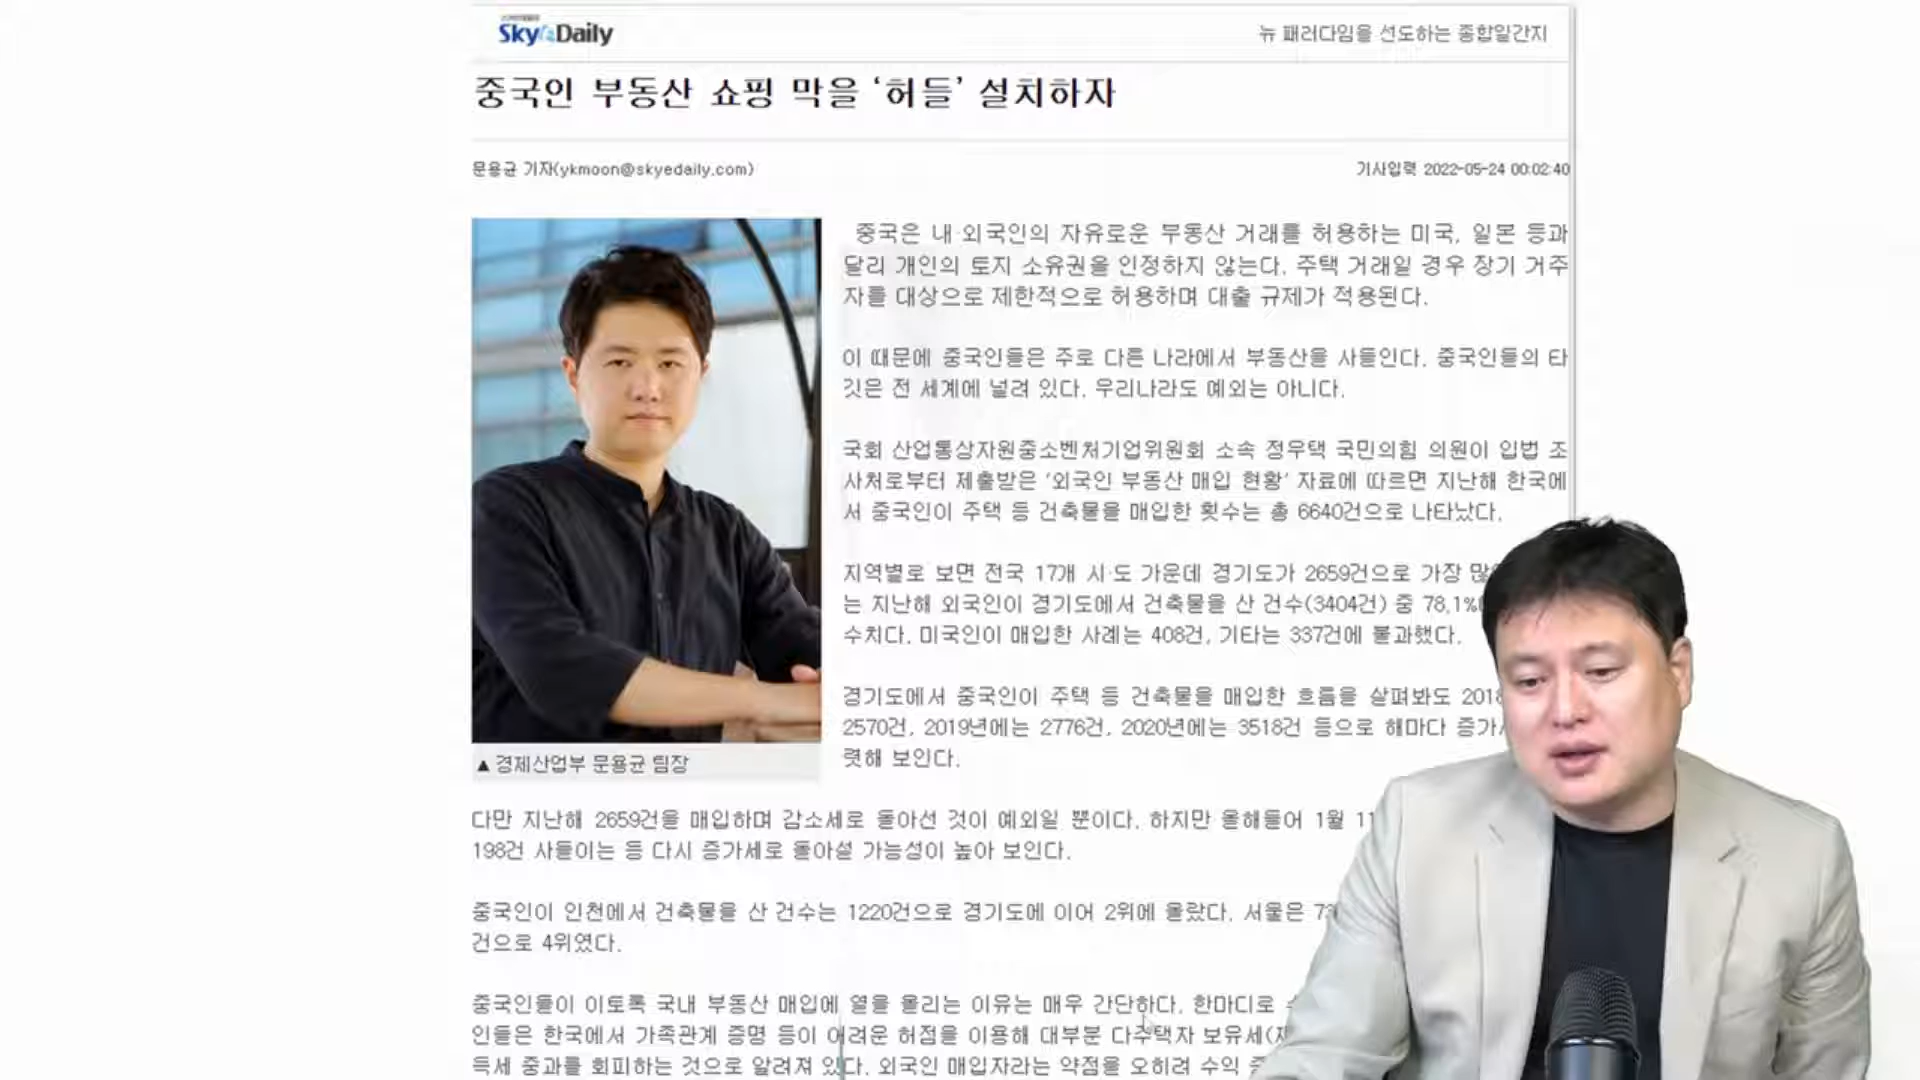 Sky Daily
뉴 패러다임을 선도하는 종합일간지
중국인 부동산 쇼핑 막을 ‘허들’ 설치하자
문용균 기자(ykmoon@skyedaily.com)
기사입력 2022-05-24 00:02:40
중국은 내·외국인의 자유로운 부동산 거래를 허용하는 미국, 일본 등과
달리 개인의 토지 소유권을 인정하지 않는다. 주택 거래일 경우 장기 거주
자를 대상으로 제한적으로 허용하며 대출 규제가 적용된다.
이 때문에 중국인들은 주로 다른 나라에서 부동산을 사들인다. 중국인들의 타
깃은 전 세계에 널려 있다. 우리나라도 예외는 아니다.
국회 산업통상자원중소벤처기업위원회 소속 정우택 국민의힘 의원이 입법 조
사처로부터 제출받은 ‘외국인 부동산 매입 현황’ 자료에 따르면 지난해 한국에
서 중국인이 주택 등 건축물을 매입한 횟수는 총 6640건으로 나타났다.
지역별로 보면 전국 17개 시·도 가운데 경기도가 2659건으로 가장
는 지난해 외국인이 경기도에서 건축물을 산 건수(3404건) 중 78.1%
수치다. 미국인이 매입한 사례는 408건, 기타는 337건에 불과했다.
경기도에서 중국인이 주택 등 건축물을 매입한 흐름을 살펴봐도 2018
2570건, 2019년에는 2776건, 2020년에는 3518건 등으로 해마다
렷해 보인다.
▲경제산업부 문용균 팀장
다만 지난해 2659건을 매입하며 감소세로 돌아선 것이 예외일 뿐이다. 하지만 올해들어 1월 11
198건 사들이는 등 다시 증가세로 돌아설 가능성이 높아 보인다.
중국인이 인천에서 건축물을 산 건수는 1220건으로 경기도에 이어 2위에 올랐다. 서울은
건으로 4위였다.
중국인들이 이토록 국내 부동산 매입에 열을 올리는 이유는 매우 간단하다. 한마디로
인들은 한국에서 가족관계 증명 등이 어려운 허점을 이용해 대부분 다주택자
득세 중과를 회피하는 것으로 알려져 있다. 외국인 매입자라는 약점을 오히려 수익